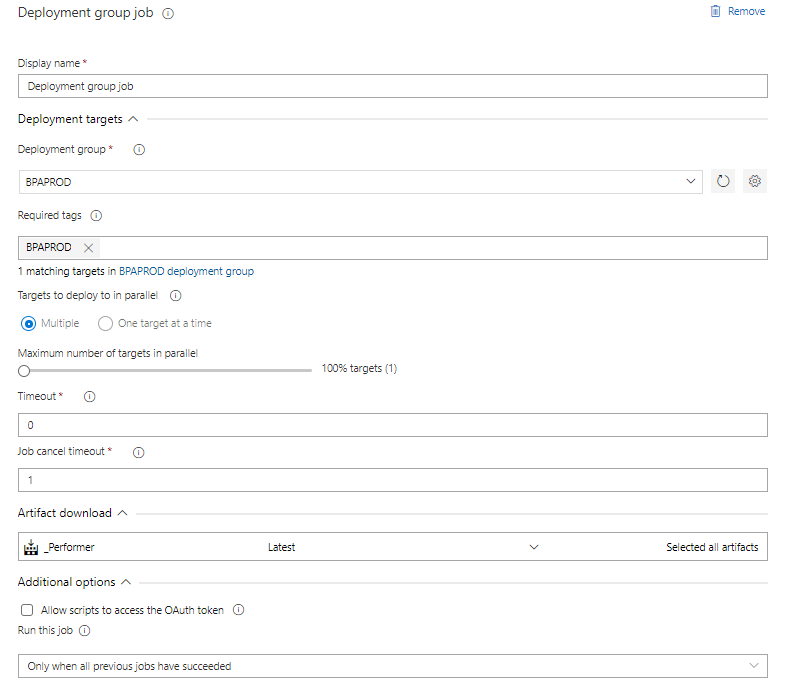 Deployment group job
Remove
Display name *
Deployment group job
Deployment targets
Deployment group *
BPAPROD
Required tags
BPAPROD
1 matching targets in BPAPROD deployment group
Targets to deploy to in parallel
Multiple One target at a time
Maximum number of targets in parallel
100% targets (1)
Timeout *
0
Job cancel timeout *
1
Artifact download
_Performer Latest Selected all artifacts
Additional options
Allow scripts to access the OAuth token
Run this job
Only when all previous jobs have succeeded